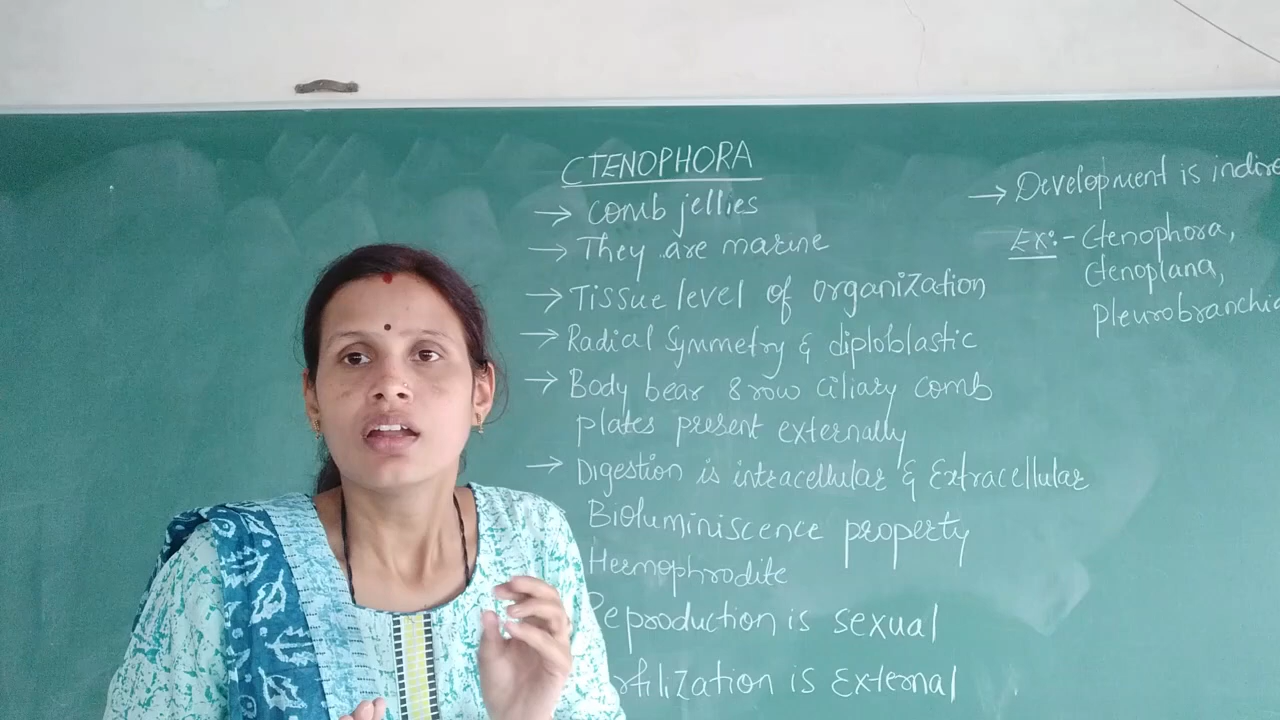 CTENOPHORA
→ comb jellies
→ They are marine
→ Tissue level of organization
→ Radial Symmetry & diploblastic
→ Body bear 8 row ciliary comb
plates present externally
→ Digestion is intracellular & Extracellular
Bioluminiscence property
Hermophrodite
Reproduction is sexual
rtilization is External
→ Development is indire
Ex:- Ctenophora,
Ctenoplana,
Pleurobranchia